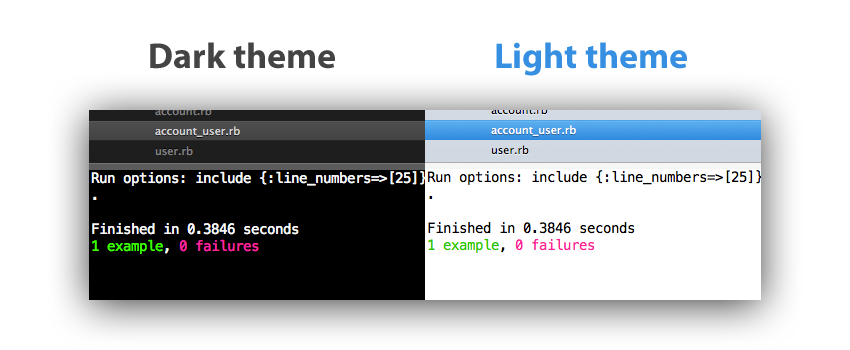 Dark theme
account.rb
account_user.rb
user.rb
Run options: include {:line_numbers=>[25]}
.
Finished in 0.3846 seconds
1 example, 0 failures
Light theme
account.rb
account_user.rb
user.rb
Run options: include {:line_numbers=>[25]}
.
Finished in 0.3846 seconds
1 example, 0 failures